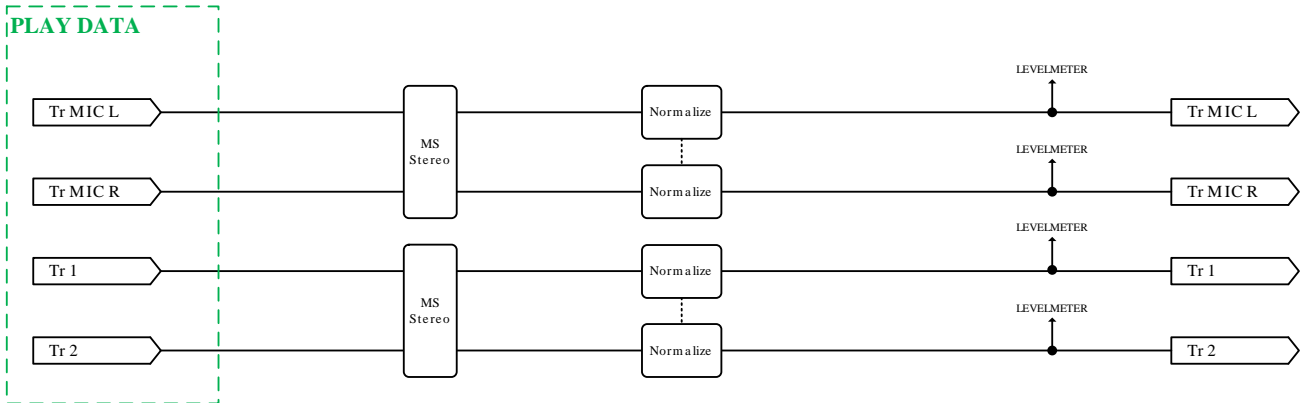 PLAY DATA
LEVELMETER
Tr MIC L
MS
Stereo
Normalize
Tr MIC L
LEVELMETER
Tr MIC R
Normalize
Tr MIC R
LEVELMETER
Tr 1
MS
Stereo
Normalize
Tr 1
LEVELMETER
Tr 2
Normalize
Tr 2